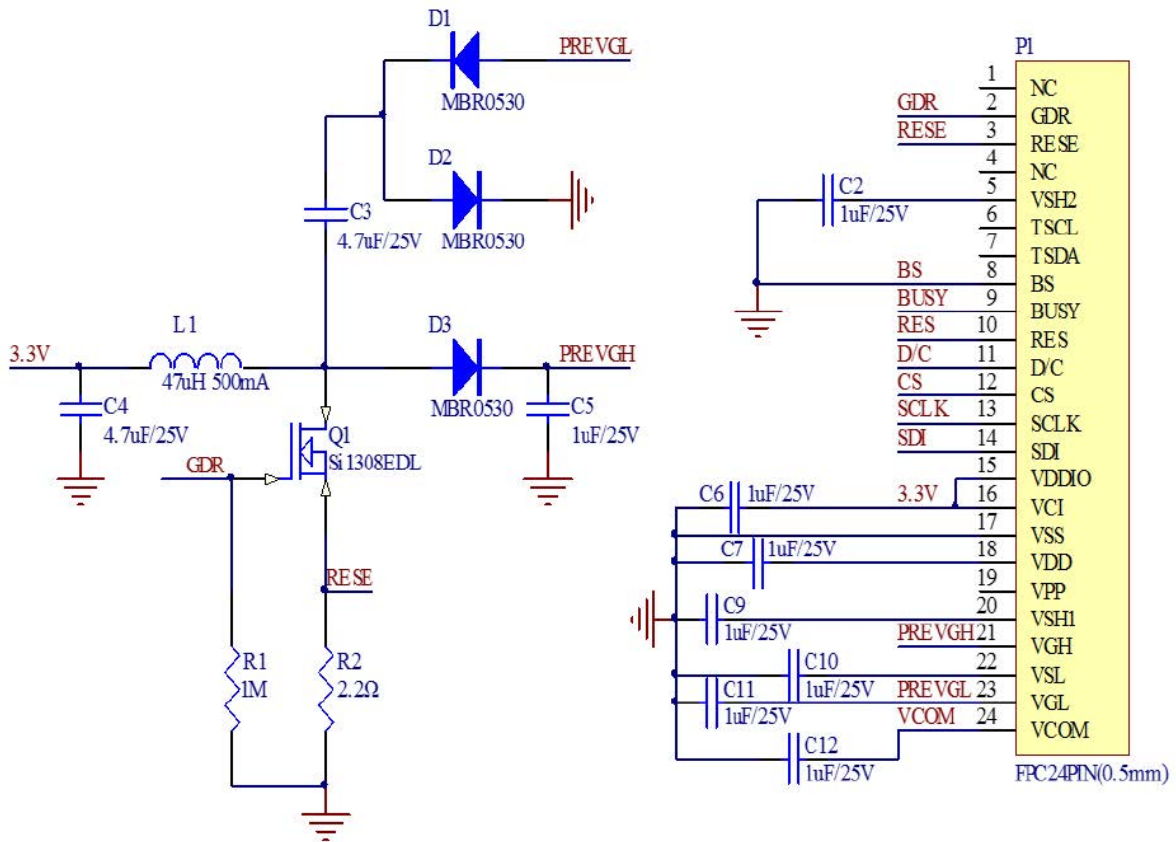 D1
PREVGL
MBR0530
D2
MBR0530
C3
4.7uF/25V
L1
3.3V
47uH 500mA
D3
PREVGH
MBR0530
C4
4.7uF/25V
C5
1uF/25V
Q1
Si1308EDL
GDR
RESE
R1
1M
R2
2.2Ω
P1
1 NC
GDR 2 GDR
RESE 3 RESE
4 NC
C2
1uF/25V
5 VSH2
6 TSCL
7 TSDA
BS 8 BS
BUSY 9 BUSY
RES 10 RES
D/C 11 D/C
CS 12 CS
SCLK 13 SCLK
SDI 14 SDI
15 VDDIO
C6 1uF/25V 3.3V 16 VCI
17 VSS
C7 1uF/25V 18 VDD
19 VPP
C9
1uF/25V
20 VSH1
PREVGH 21 VGH
C10
1uF/25V
22 VSL
C11
1uF/25V
PREVGL 23 VGL
VCOM 24 VCOM
C12
1uF/25V
FPC24PIN(0.5mm)